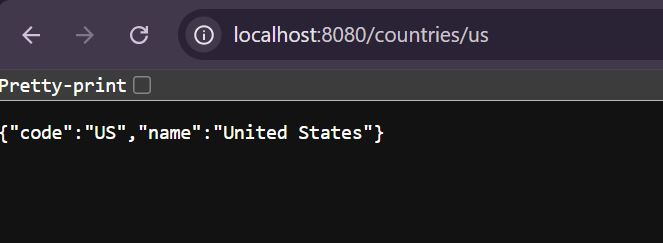 localhost:8080/countries/us
Pretty-print
{"code":"US","name":"United States"}